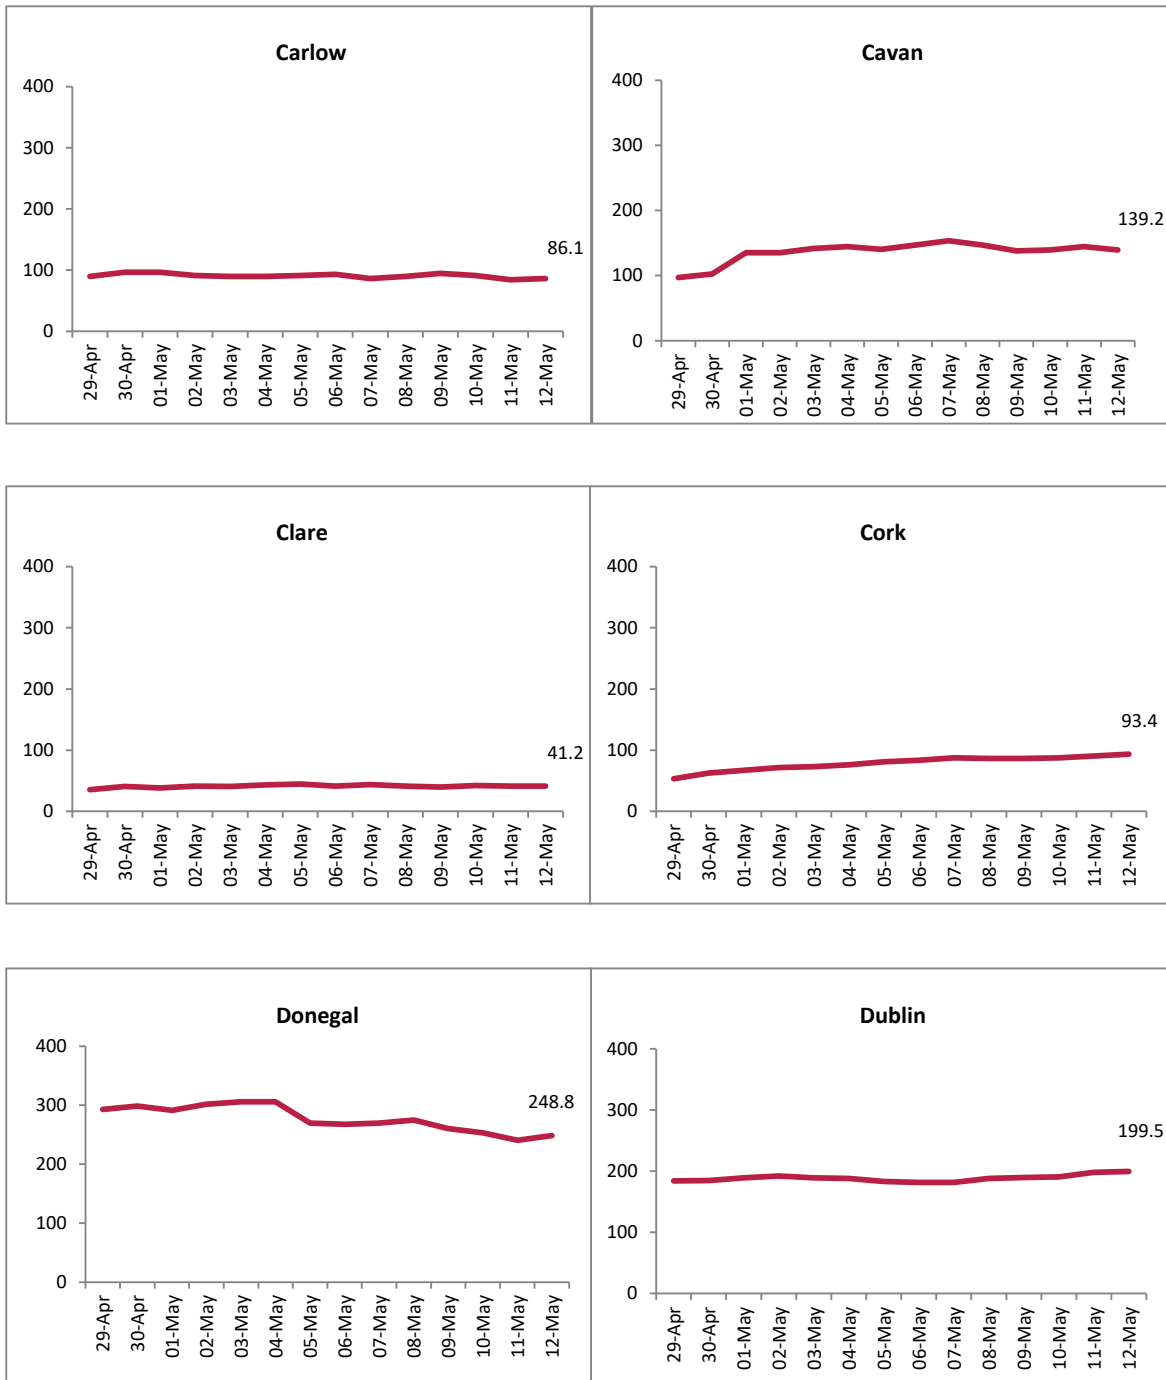 Carlow
400
300
200
100
0
86.1
29-Apr
30-Apr
01-May
02-May
03-May
04-May
05-May
06-May
07-May
08-May
09-May
10-May
11-May
12-May
Cavan
400
300
200
100
0
139.2
29-Apr
30-Apr
01-May
02-May
03-May
04-May
05-May
06-May
07-May
08-May
09-May
10-May
11-May
12-May
Clare
400
300
200
100
0
41.2
29-Apr
30-Apr
01-May
02-May
03-May
04-May
05-May
06-May
07-May
08-May
09-May
10-May
11-May
12-May
Cork
400
300
200
100
0
93.4
29-Apr
30-Apr
01-May
02-May
03-May
04-May
05-May
06-May
07-May
08-May
09-May
10-May
11-May
12-May
Donegal
400
300
200
100
0
248.8
29-Apr
30-Apr
01-May
02-May
03-May
04-May
05-May
06-May
07-May
08-May
09-May
10-May
11-May
12-May
Dublin
400
300
200
100
0
199.5
29-Apr
30-Apr
01-May
02-May
03-May
04-May
05-May
06-May
07-May
08-May
09-May
10-May
11-May
12-May